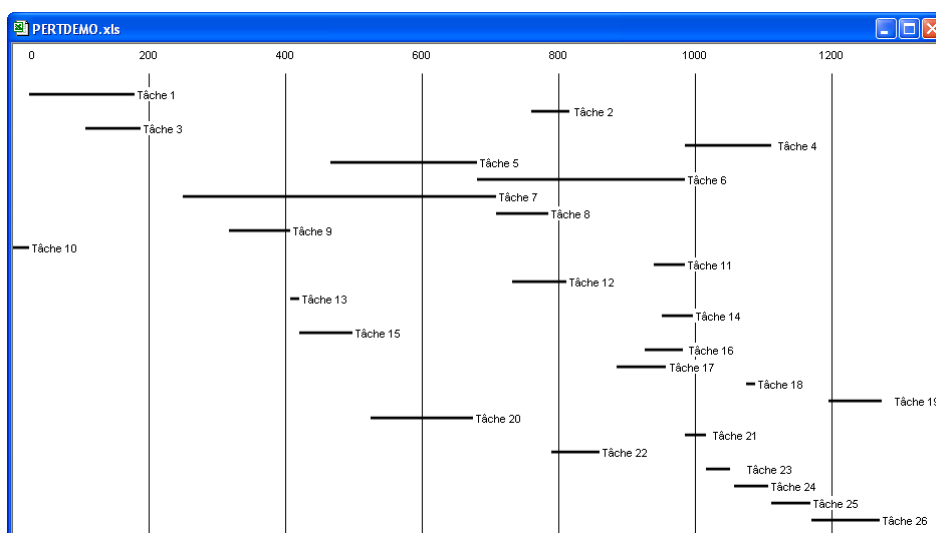 PERTDEMO.xls
0 200 400 600 800 1000 1200
Tâche 1
Tâche 2
Tâche 3
Tâche 4
Tâche 5
Tâche 6
Tâche 7
Tâche 8
Tâche 9
Tâche 10
Tâche 11
Tâche 12
Tâche 13
Tâche 14
Tâche 15
Tâche 16
Tâche 17
Tâche 18
Tâche 19
Tâche 20
Tâche 21
Tâche 22
Tâche 23
Tâche 24
Tâche 25
Tâche 26